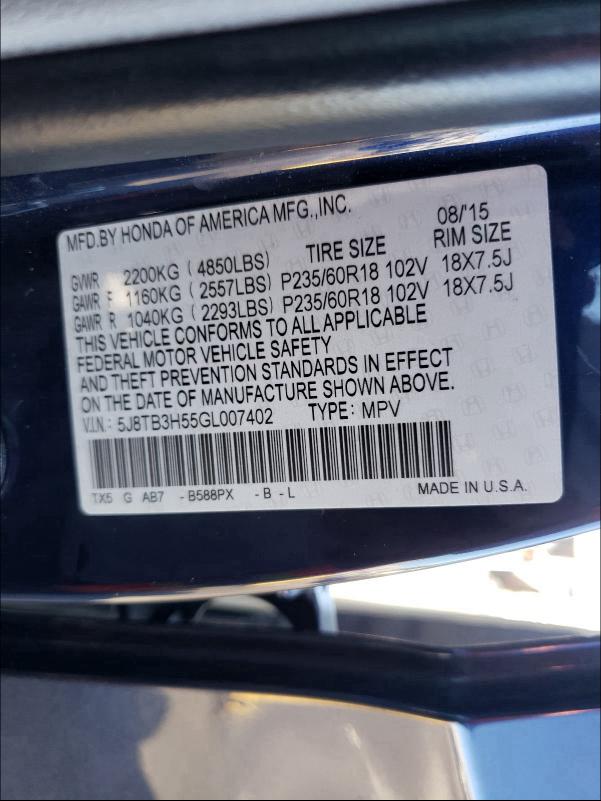 MFD.BY HONDA OF AMERICA MFG.,INC. 08/'15
GVWR 2200KG (4850LBS) TIRE SIZE RIM SIZE
GAWR F 1160KG (2557LBS) P235/60R18 102V 18X7.5J
GAWR R 1040KG (2293LBS) P235/60R18 102V 18X7.5J
THIS VEHICLE CONFORMS TO ALL APPLICABLE
FEDERAL MOTOR VEHICLE SAFETY
AND THEFT PREVENTION STANDARDS IN EFFECT
ON THE DATE OF MANUFACTURE SHOWN ABOVE.
V.I.N.: 5J8TB3H55GL007402 TYPE: MPV
TX5 G AB7 -B588PX -B-L MADE IN U.S.A.